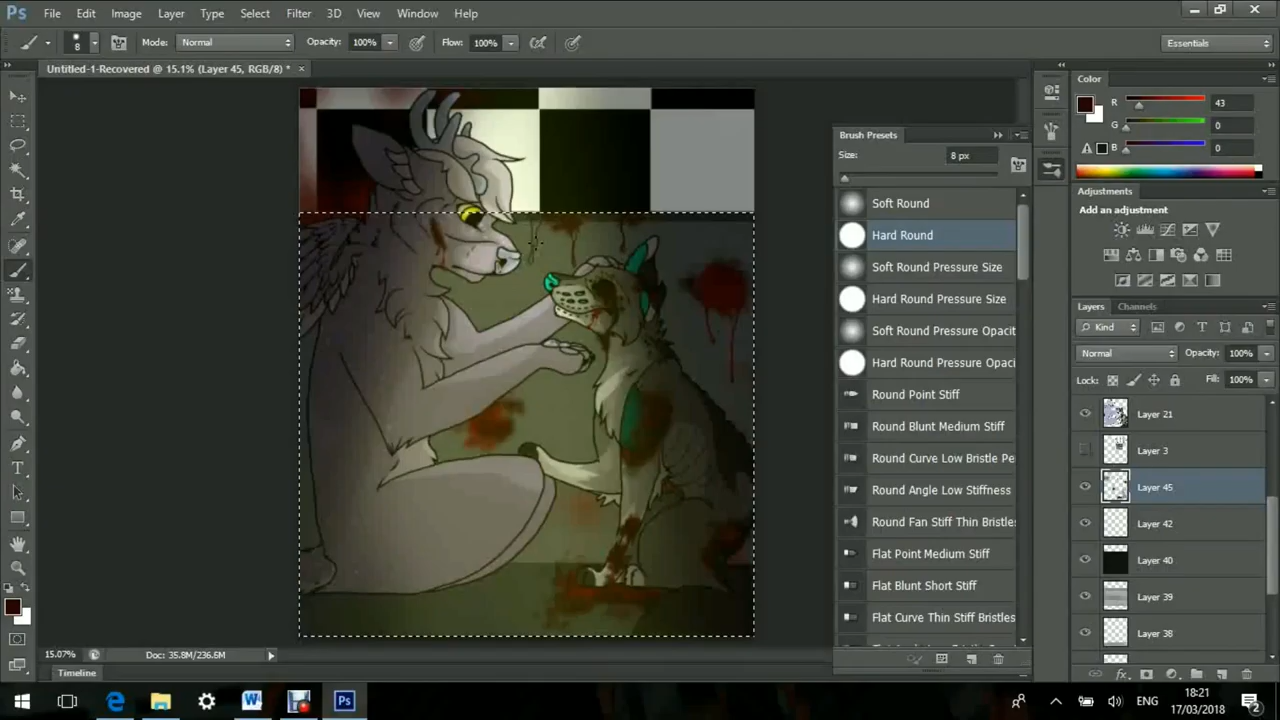 Ps File Edit Image Layer Type Select Filter 3D View Window Help
8 Mode: Normal Opacity: 100% Flow: 100% Essentials
Untitled-1-Recovered @ 15.1% (Layer 45, RGB/8) * ×
Color
R 43
G 0
B 0
Brush Presets
Size: 8 px
Soft Round
Hard Round
Soft Round Pressure Size
Hard Round Pressure Size
Soft Round Pressure Opacit
Hard Round Pressure Opaci
Round Point Stiff
Round Blunt Medium Stiff
Round Curve Low Bristle Pe
Round Angle Low Stiffness
Round Fan Stiff Thin Bristles
Flat Point Medium Stiff
Flat Blunt Short Stiff
Flat Curve Thin Stiff Bristles
Adjustments
Add an adjustment
Layers Channels
Kind
Normal Opacity: 100%
Lock: Fill: 100%
Layer 21
Layer 3
Layer 45
Layer 42
Layer 40
Layer 39
Layer 38
15.07% Doc: 35.8M/236.6M
Timeline
ENG 18:21
17/03/2018
2